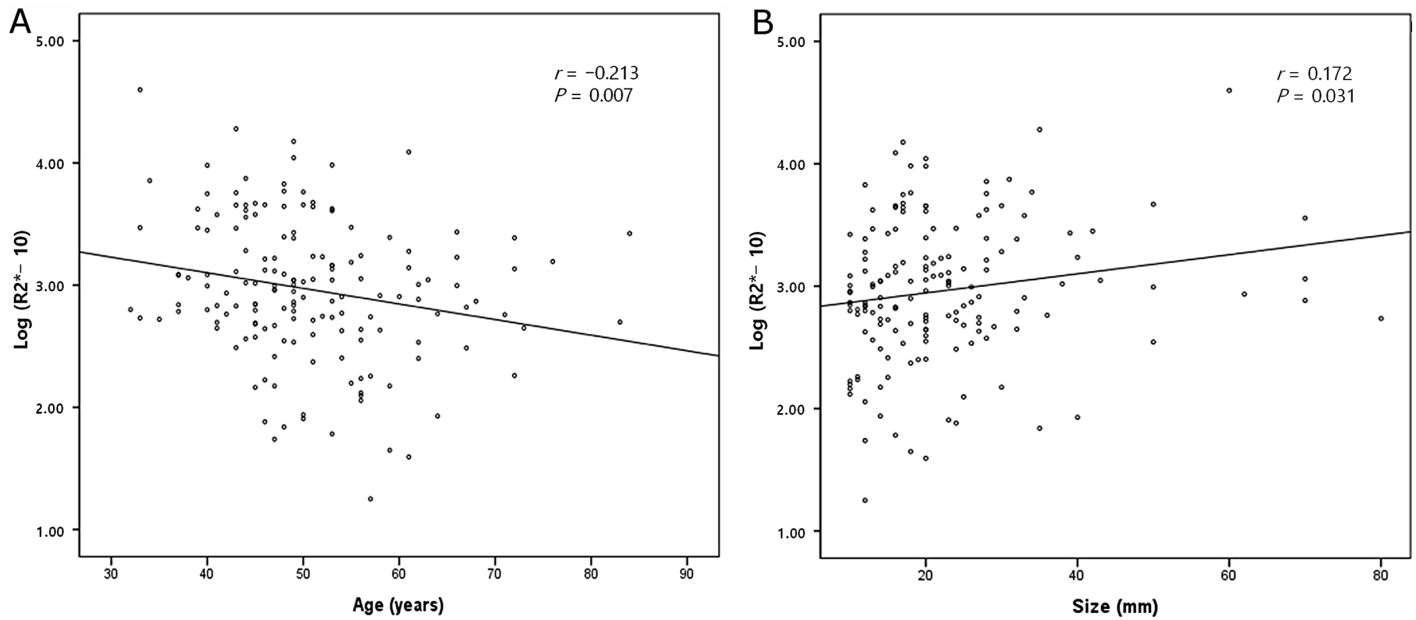 A
5.00
4.00
3.00
2.00
1.00
Log (R2*– 10)
r = −0.213
P = 0.007
30 40 50 60 70 80 90
Age (years)
B
5.00
4.00
3.00
2.00
1.00
Log (R2*– 10)
r = 0.172
P = 0.031
20 40 60 80
Size (mm)